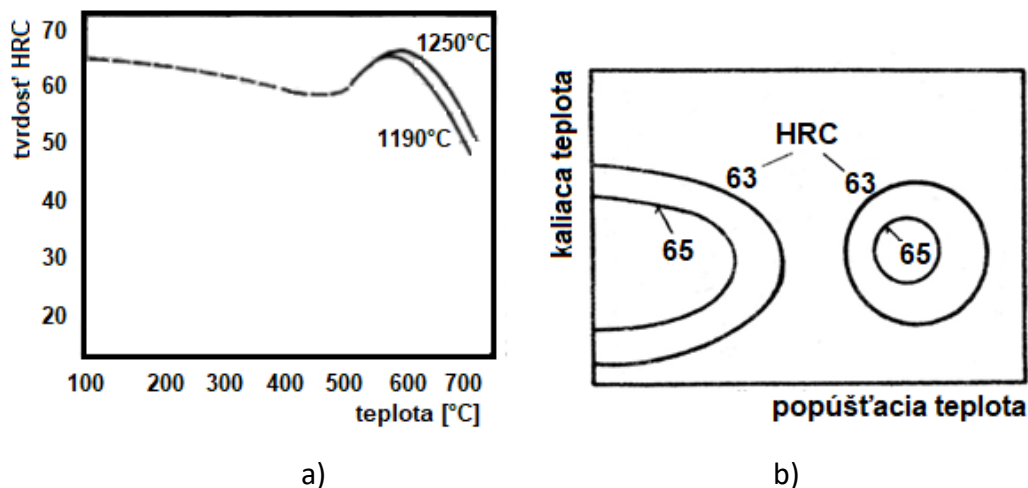 tvrdosť HRC
70
60
50
40
30
20
1250°C
1190°C
100 200 300 400 500 600 700
teplota [°C]
a)
kaliaca teplota
HRC
63 63
65 65
popúšťacia teplota
b)